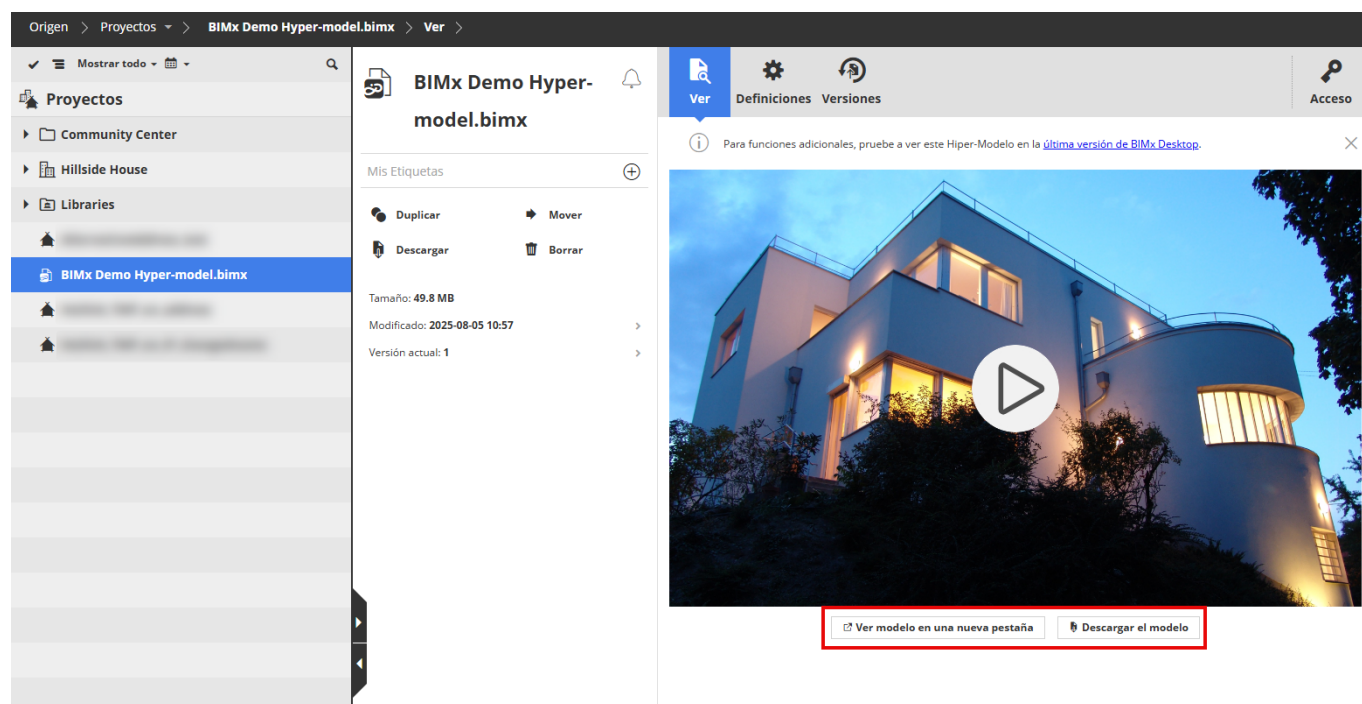 Origen > Proyectos > BIMx Demo Hyper-model.bimx > Ver >
Mostrar todo
Proyectos
Community Center
Hillside House
Libraries
BIMx Demo Hyper-model.bimx
BIMx Demo Hyper-
model.bimx
Mis Etiquetas
Duplicar Mover
Descargar Borrar
Tamaño: 49.8 MB
Modificado: 2025-08-05 10:57
Versión actual: 1
Ver Definiciones Versiones Acceso
Para funciones adicionales, pruebe a ver este Hiper-Modelo en la última versión de BIMx Desktop.
Ver modelo en una nueva pestaña Descargar el modelo